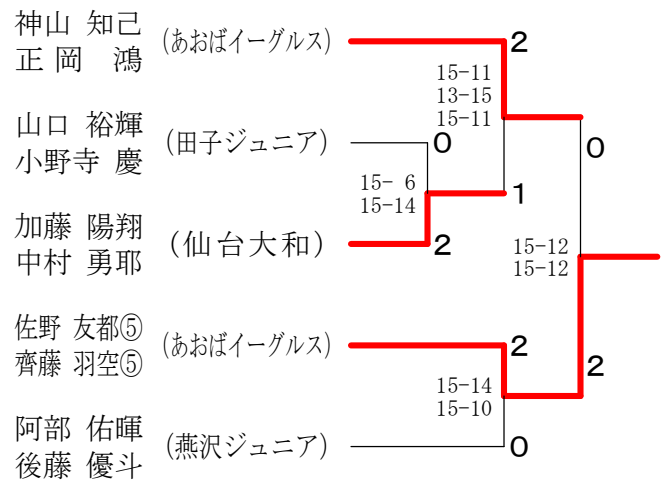 神山 知己
正岡 鴻
(あおばイーグルス)
2
15-11
13-15
15-11
山口 裕輝
小野寺 慶
(田子ジュニア)
0
0
15- 6
15-14
1
加藤 陽翔
中村 勇耶
(仙台大和)
2
15-12
15-12
佐野 友都⑤
齊藤 羽空⑤
(あおばイーグルス)
2
2
15-14
15-10
阿部 佑暉
後藤 優斗
(燕沢ジュニア)
0